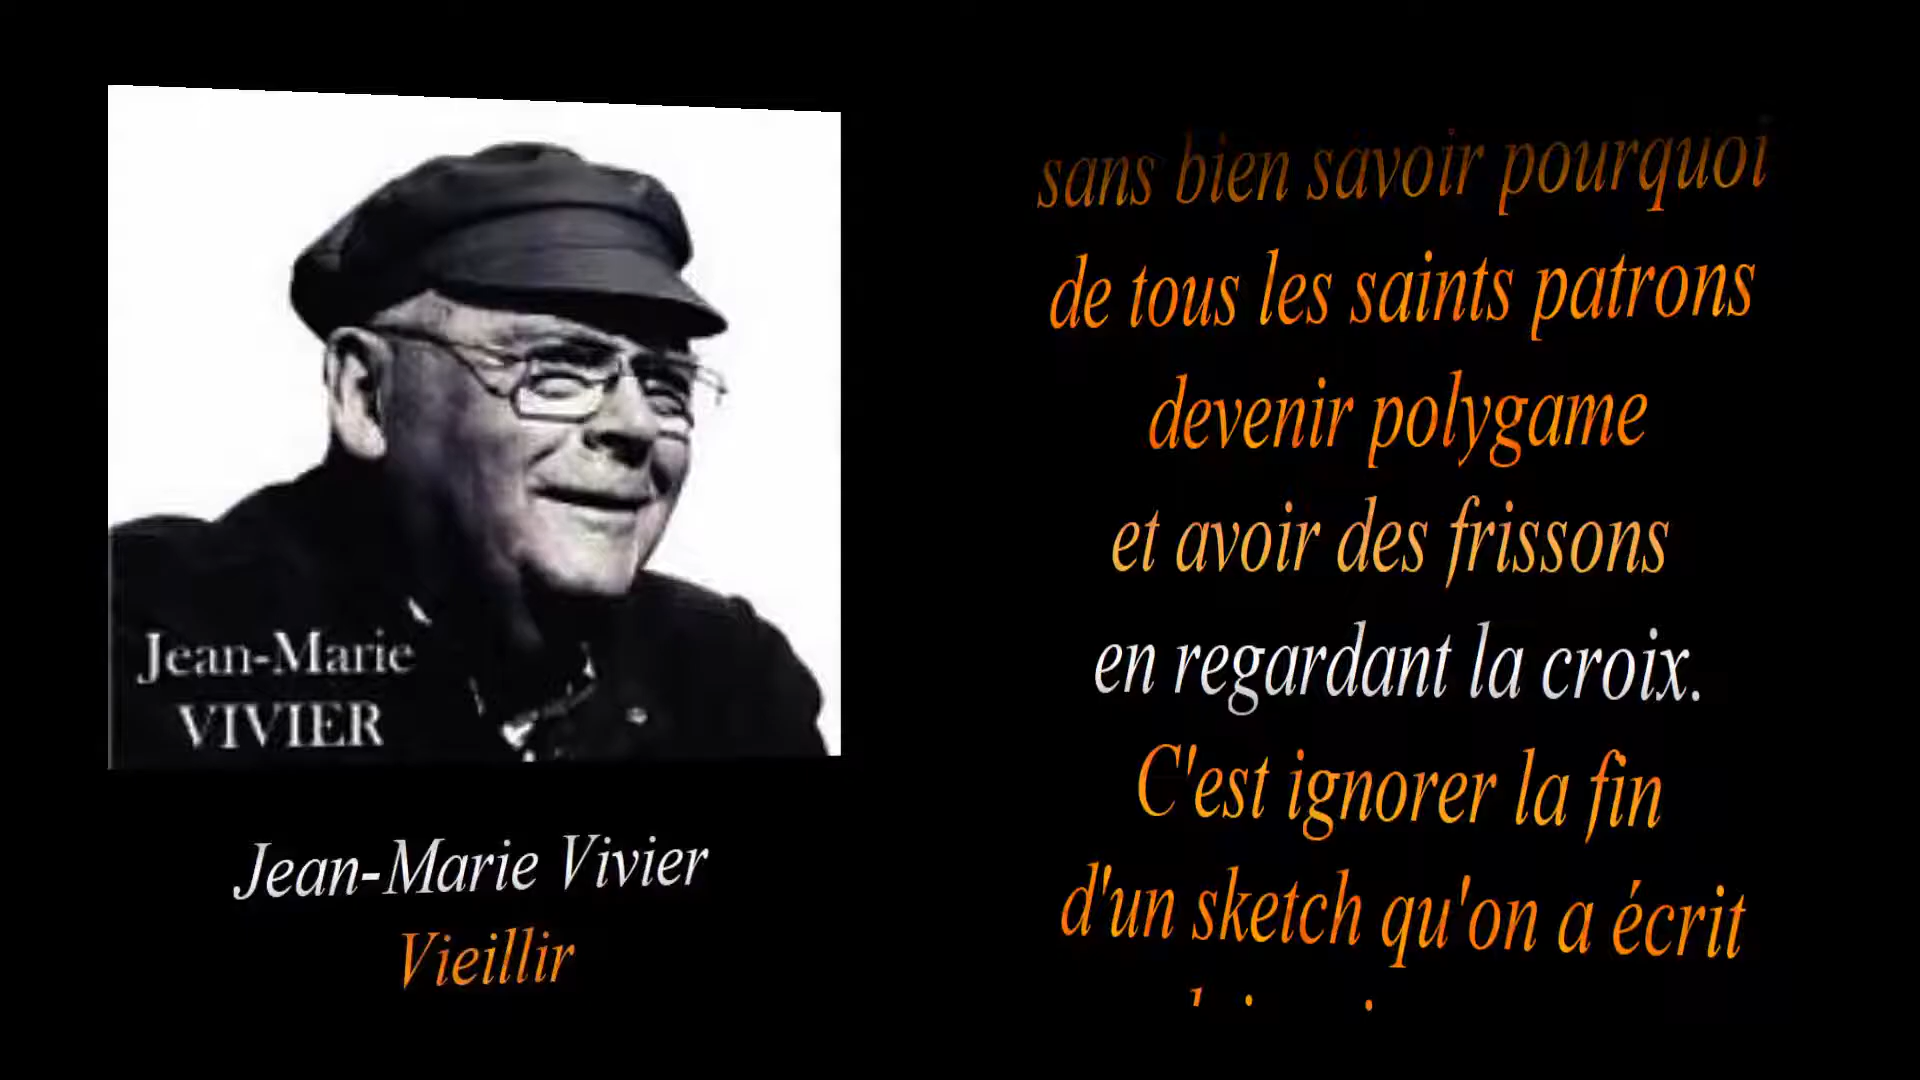 Jean-Marie
VIVIER
Jean-Marie Vivier
Vieillir
sans bien savoir pourquoi
de tous les saints patrons
devenir polygame
et avoir des frissons
en regardant la croix.
C'est ignorer la fin
d'un sketch qu'on a écrit